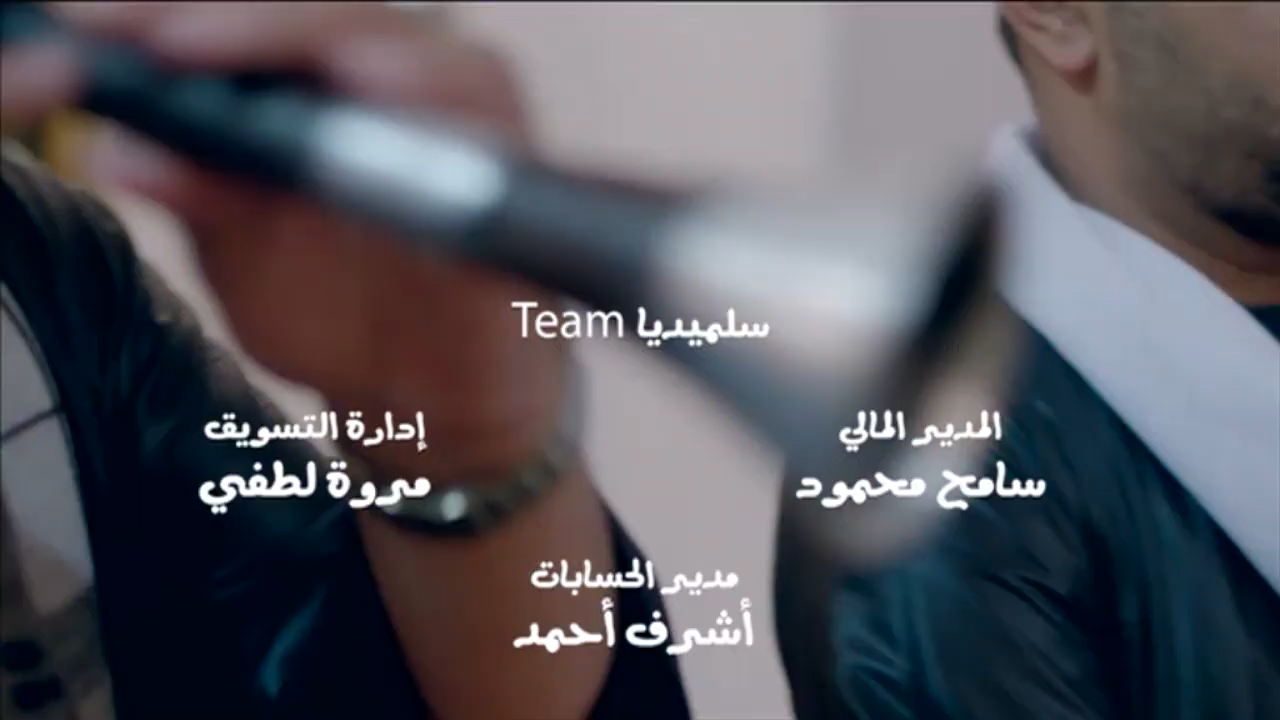 سلميديا Team
المدير المالي
سامح محمود
إدارة التسويق
مروة لطفي
مدير الحسابات
أشرف أحمد